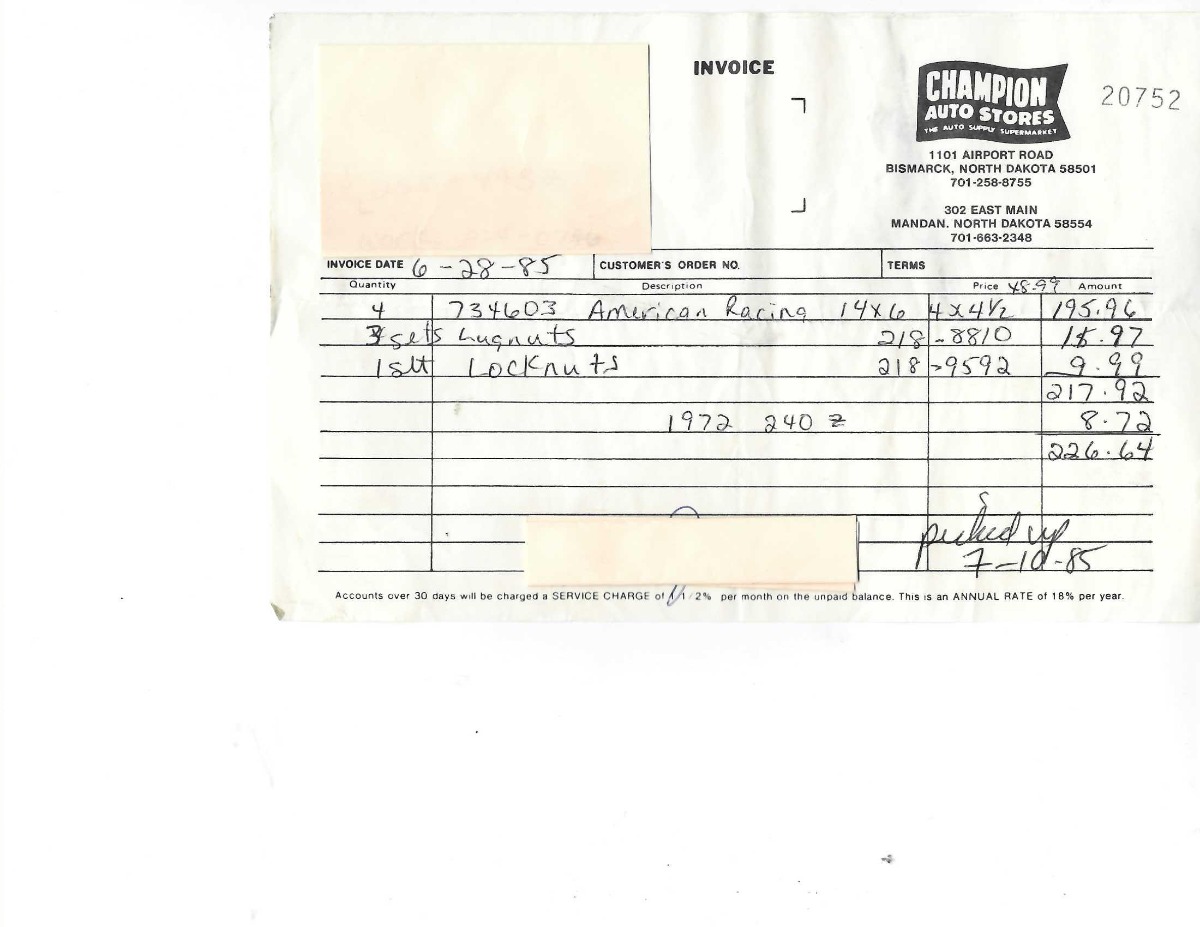 INVOICE
CHAMPION
AUTO STORES
THE AUTO SUPPLY SUPERMARKET
20752
1101 AIRPORT ROAD
BISMARCK, NORTH DAKOTA 58501
701-258-8755
302 EAST MAIN
MANDAN. NORTH DAKOTA 58554
701-663-2348
INVOICE DATE 6-28-85 CUSTOMER'S ORDER NO. TERMS
Quantity Description Price 48.99 Amount
4 734603 American Racing 14x6 4x4½ 195.96
3 sets Lugnuts 218-8810 11.97
1 set Locknuts 218-9592 9.99
217.92
1972 240 Z 8.72
226.64
picked up
7-10-85
Accounts over 30 days will be charged a SERVICE CHARGE of 1 1/2% per month on the unpaid balance. This is an ANNUAL RATE of 18% per year.